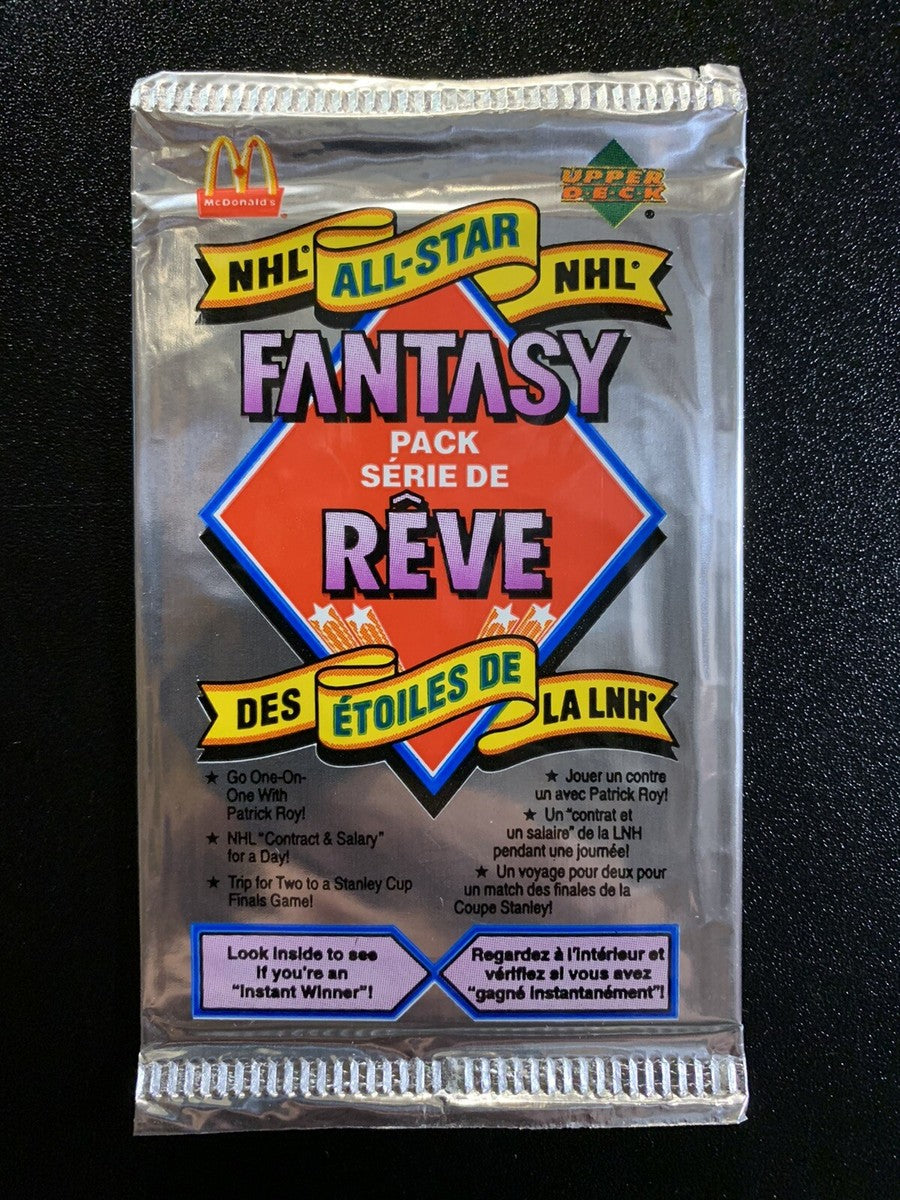 McDonald's
UPPER
D·E·C·K
NHL ALL-STAR NHL
FANTASY
PACK
SÉRIE DE
RÊVE
DES ÉTOILES DE LA LNH
★ Go One-On-
One With
Patrick Roy!
★ NHL "Contract & Salary"
for a Day!
★ Trip for Two to a Stanley Cup
Finals Game!
★ Jouer un contre
un avec Patrick Roy!
★ Un "contrat et
un salaire" de la LNH
pendant une journée!
★ Un voyage pour deux pour
un match des finales de la
Coupe Stanley!
Look Inside to see
if you're an
"Instant Winner"!
Regardez à l'intérieur et
vérifiez si vous avez
"gagné instantanément"!